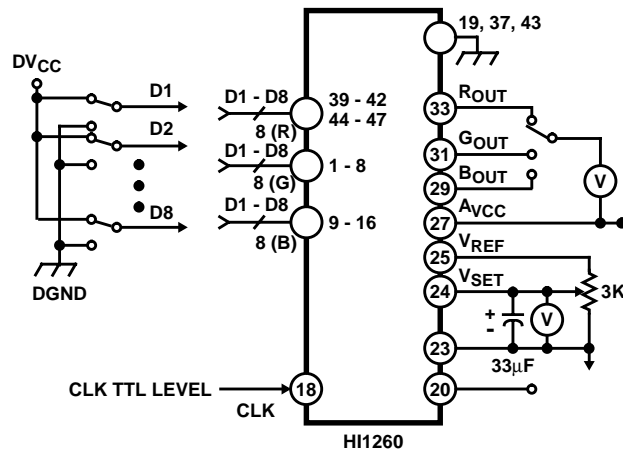 19, 37, 43
DVCC
D1
D1 - D8
39 - 42
33
ROUT
D2
8 (R)
44 - 47
D1 - D8
1 - 8
31
GOUT
8 (G)
V
29
BOUT
D1 - D8
9 - 16
27
AVCC
D8
8 (B)
25
VREF
DGND
24
VSET
3K
+
-
V
23
33µF
CLK TTL LEVEL
18
20
CLK
HI1260